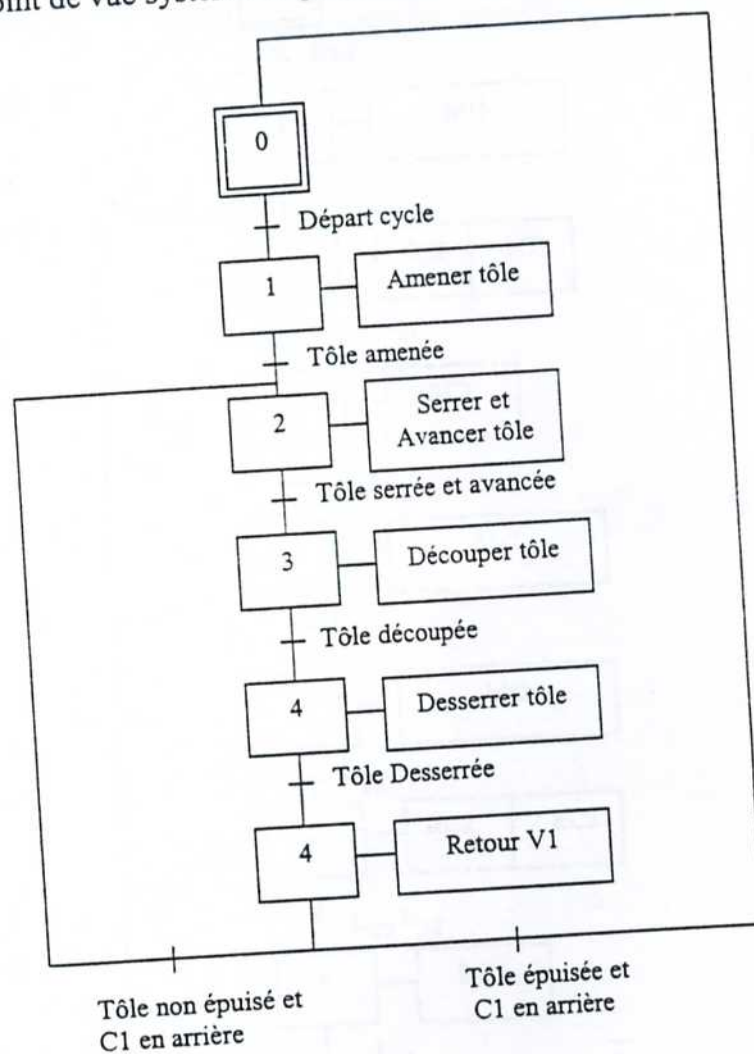 de vue
0
Départ cycle
1
Amener tôle
Tôle amenée
2
Serrer et
Avancer tôle
Tôle serrée et avancée
3
Découper tôle
Tôle découpée
4
Desserrer tôle
Tôle Desserrée
4
Retour V1
Tôle non épuisé et
C1 en arrière
Tôle épuisée et
C1 en arrière